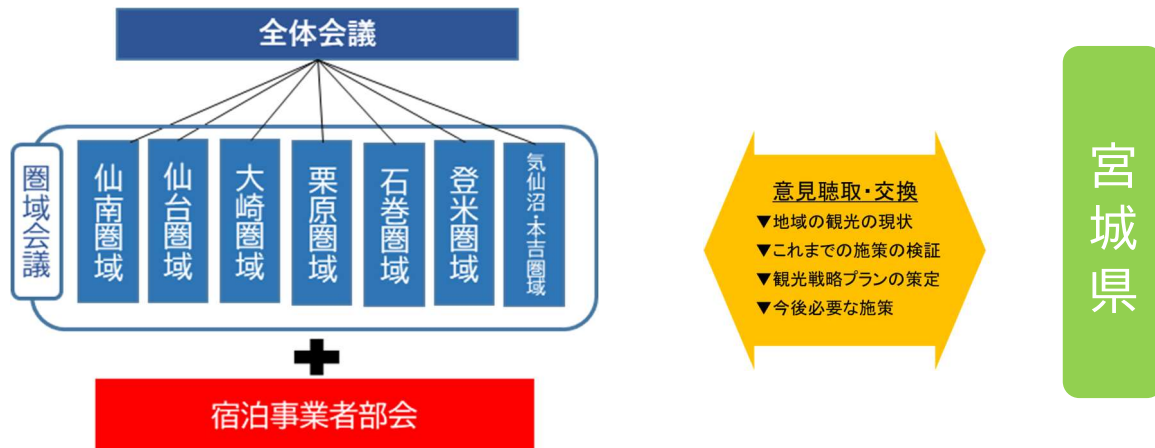 全体会議
圏域会議
仙南圏域
仙台圏域
大崎圏域
栗原圏域
石巻圏域
登米圏域
気仙沼・本吉圏域
宿泊事業者部会
意見聴取・交換
▼地域の観光の現状
▼これまでの施策の検証
▼観光戦略プランの策定
▼今後必要な施策
宮城県